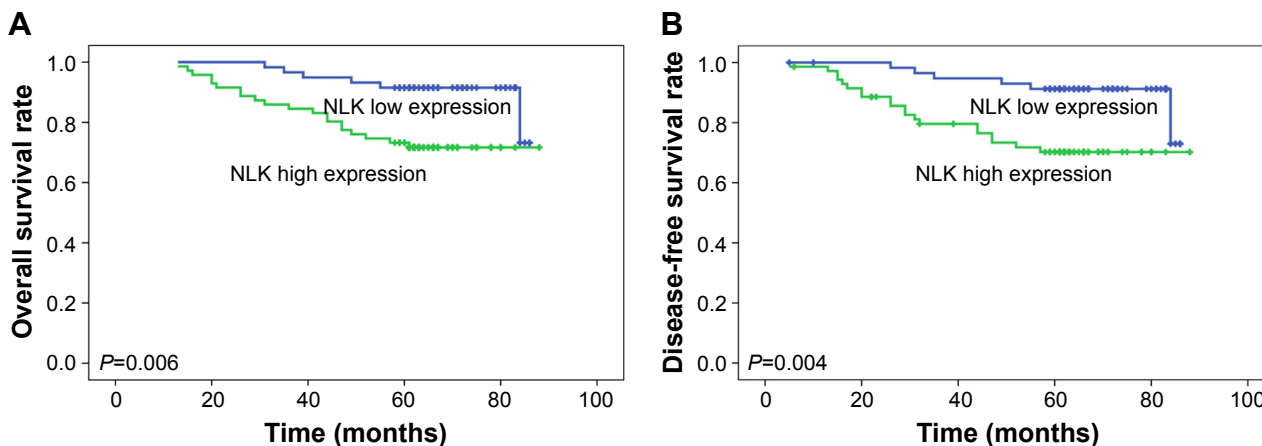 A
Overall survival rate
1.0
0.8
0.6
0.4
0.2
0.0
NLK low expression
NLK high expression
P=0.006
0 20 40 60 80 100
Time (months)
B
Disease-free survival rate
1.0
0.8
0.6
0.4
0.2
0.0
NLK low expression
NLK high expression
P=0.004
0 20 40 60 80 100
Time (months)